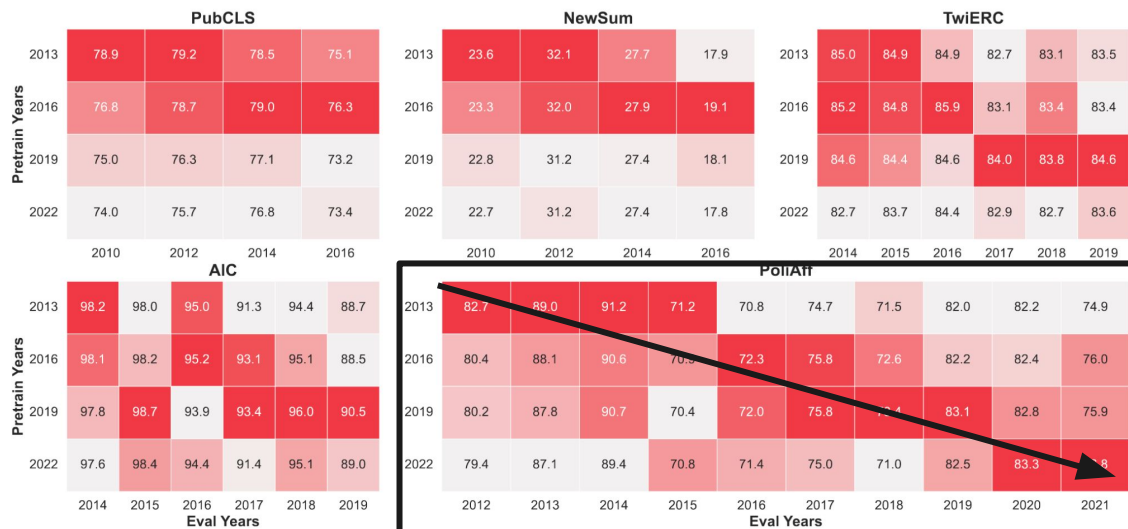 PubCLS
NewSum
TwiERC
Pretrain Years
2013 78.9 79.2 78.5 75.1
2016 76.8 78.7 79.0 76.3
2019 75.0 76.3 77.1 73.2
2022 74.0 75.7 76.8 73.4
2010 2012 2014 2016
2013 23.6 32.1 27.7 17.9
2016 23.3 32.0 27.9 19.1
2019 22.8 31.2 27.4 18.1
2022 22.7 31.2 27.4 17.8
2010 2012 2014 2016
2013 85.0 84.9 84.9 82.7 83.1 83.5
2016 85.2 84.8 85.9 83.1 83.4 83.4
2019 84.6 84.4 84.6 84.0 83.8 84.6
2022 82.7 83.7 84.4 82.9 82.7 83.6
2014 2015 2016 2017 2018 2019
AIC
Pretrain Years
2013 98.2 98.0 95.0 91.3 94.4 88.7
2016 98.1 98.2 95.2 93.1 95.1 88.5
2019 97.8 98.7 93.9 93.4 96.0 90.5
2022 97.6 98.4 94.4 91.4 95.1 89.0
2014 2015 2016 2017 2018 2019
Eval Years
PoliAff
2013 82.7 89.0 91.2 71.2 70.8 74.7 71.5 82.0 82.2 74.9
2016 80.4 88.1 90.6 72.3 75.8 72.6 82.2 82.4 76.0
2019 80.2 87.8 90.7 70.4 72.0 75.8 83.1 82.8 75.9
2022 79.4 87.1 89.4 70.8 71.4 75.0 71.0 82.5 83.3
2012 2013 2014 2015 2016 2017 2018 2019 2020 2021
Eval Years